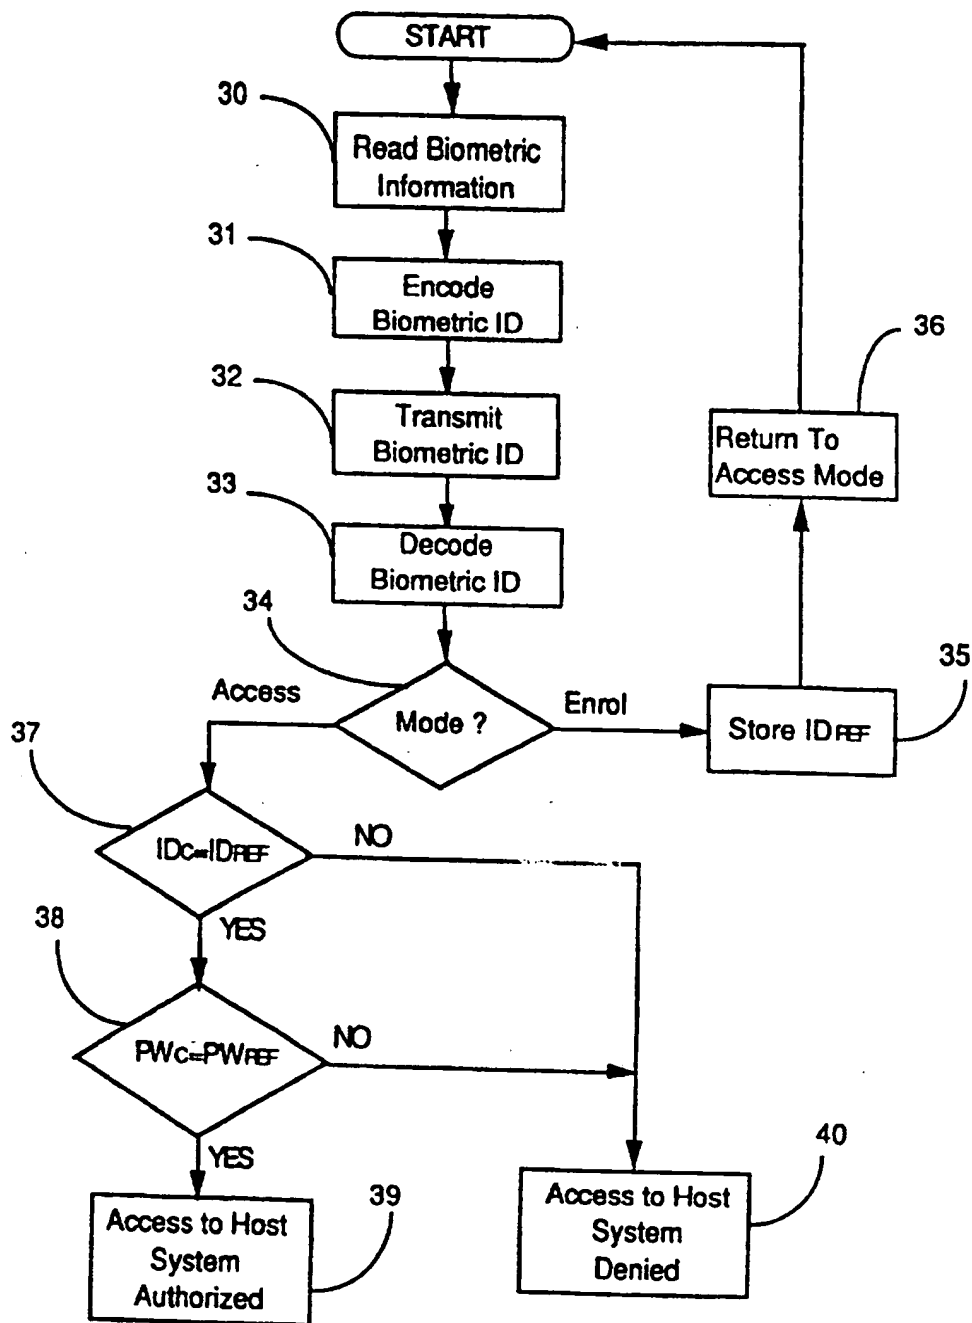 START
30
Read Biometric
Information
31
Encode
Biometric ID
32
Transmit
Biometric ID
33
Decode
Biometric ID
36
Return To
Access Mode
34
Access
Mode ?
Enrol
35
Store IDREF
37
IDC=IDREF
NO
YES
38
PWC=PWREF
NO
YES
39
Access to Host
System
Authorized
40
Access to Host
System
Denied